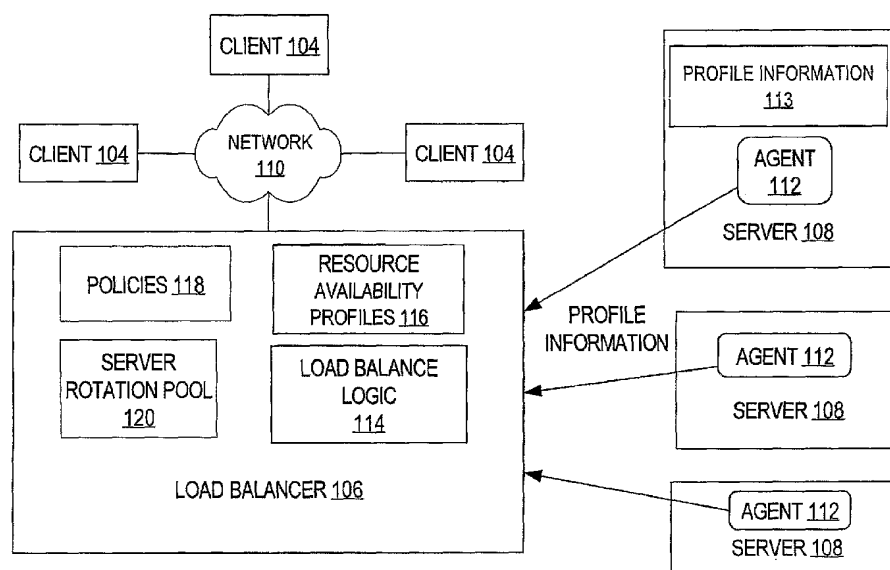 CLIENT 104
CLIENT 104
NETWORK
110
CLIENT 104
POLICIES 118
RESOURCE
AVAILABILITY
PROFILES 116
SERVER
ROTATION POOL
120
LOAD BALANCE
LOGIC
114
LOAD BALANCER 106
PROFILE
INFORMATION
PROFILE INFORMATION
113
AGENT
112
SERVER 108
AGENT 112
SERVER 108
AGENT 112
SERVER 108